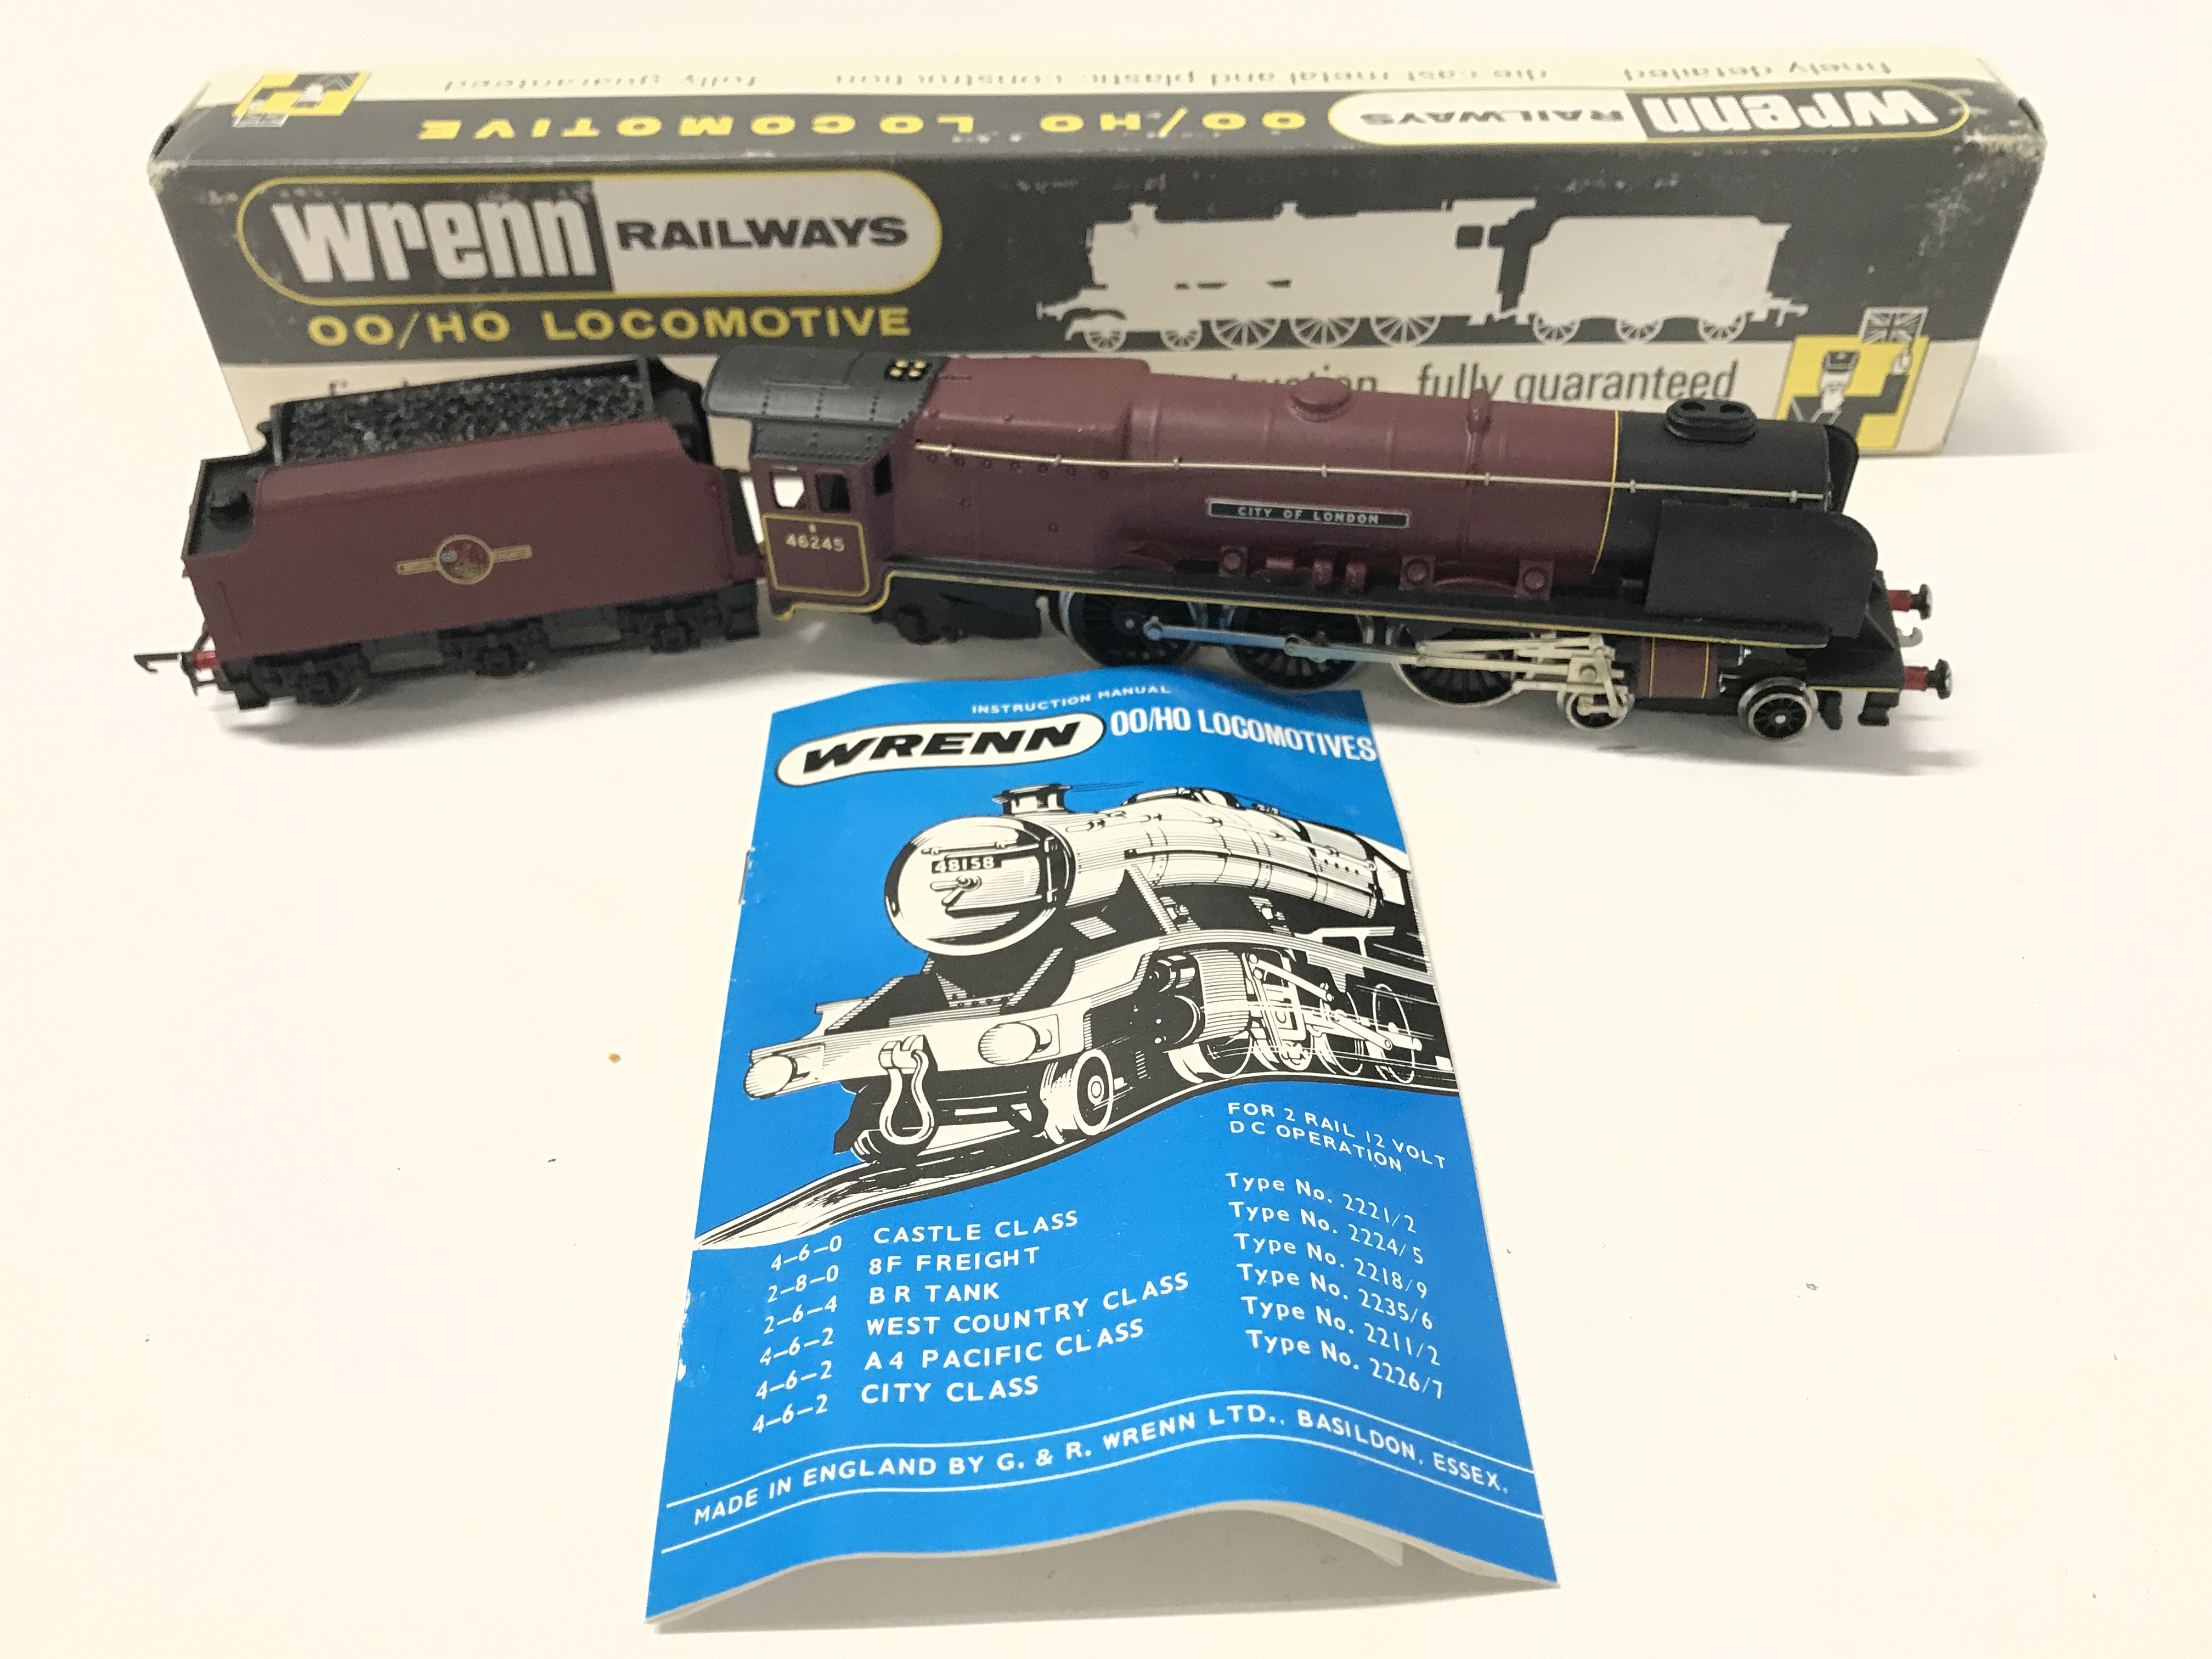 finely detailed die cast metal and plastic construction fully guaranteed
wrenn RAILWAYS OO/HO LOCOMOTIVE
wrenn RAILWAYS
OO/HO LOCOMOTIVE
fully guaranteed
CITY OF LONDON
8
46245
INSTRUCTION MANUAL
WRENN OO/HO LOCOMOTIVES
48158
FOR 2 RAIL 12 VOLT
DC OPERATION
4-6-0 CASTLE CLASS Type No. 2221/2
2-8-0 8F FREIGHT Type No. 2224/5
2-6-4 BR TANK Type No. 2218/9
4-6-2 WEST COUNTRY CLASS Type No. 2235/6
4-6-2 A4 PACIFIC CLASS Type No. 2211/2
4-6-2 CITY CLASS Type No. 2226/7
MADE IN ENGLAND BY G. & R. WRENN LTD., BASILDON, ESSEX.